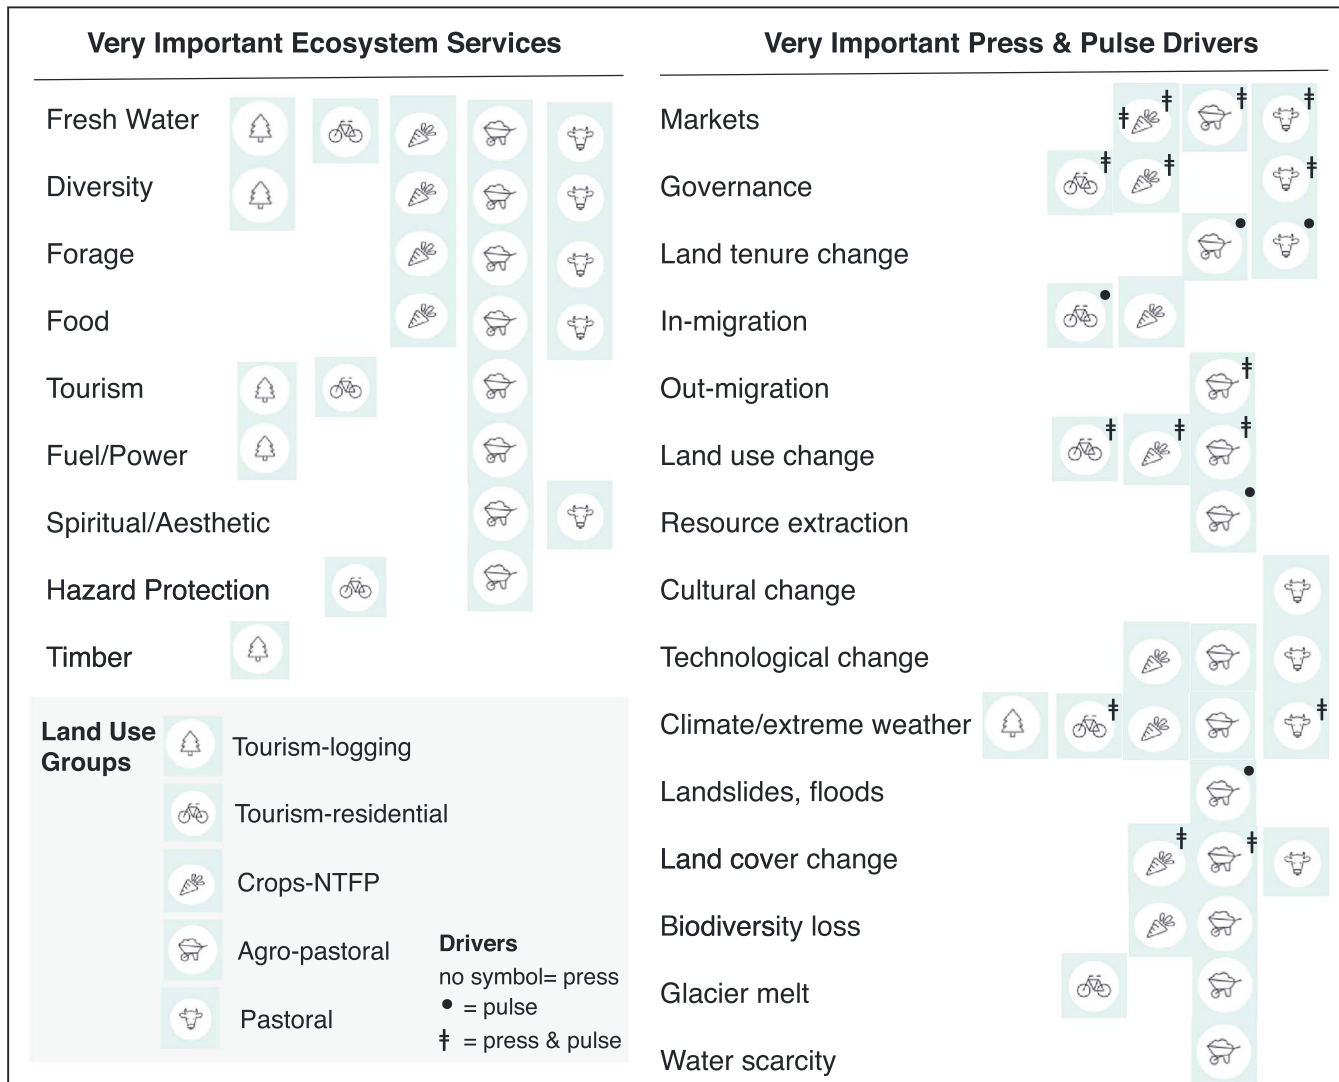 Very Important Ecosystem Services
Fresh Water
Diversity
Forage
Food
Tourism
Fuel/Power
Spiritual/Aesthetic
Hazard Protection
Timber
Land Use
Groups
Tourism-logging
Tourism-residential
Crops-NTFP
Agro-pastoral
Pastoral
Drivers
no symbol= press
• = pulse
‡ = press & pulse
Very Important Press & Pulse Drivers
Markets ‡ ‡ ‡ ‡
Governance ‡ ‡ ‡
Land tenure change • •
In-migration •
Out-migration ‡
Land use change ‡ ‡ ‡
Resource extraction •
Cultural change
Technological change
Climate/extreme weather ‡ ‡
Landslides, floods •
Land cover change ‡ ‡
Biodiversity loss
Glacier melt
Water scarcity